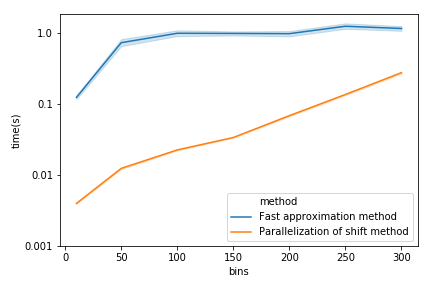 1.0
0.1
0.01
0.001
time(s)
method
Fast approximation method
Parallelization of shift method
0 50 100 150 200 250 300
bins